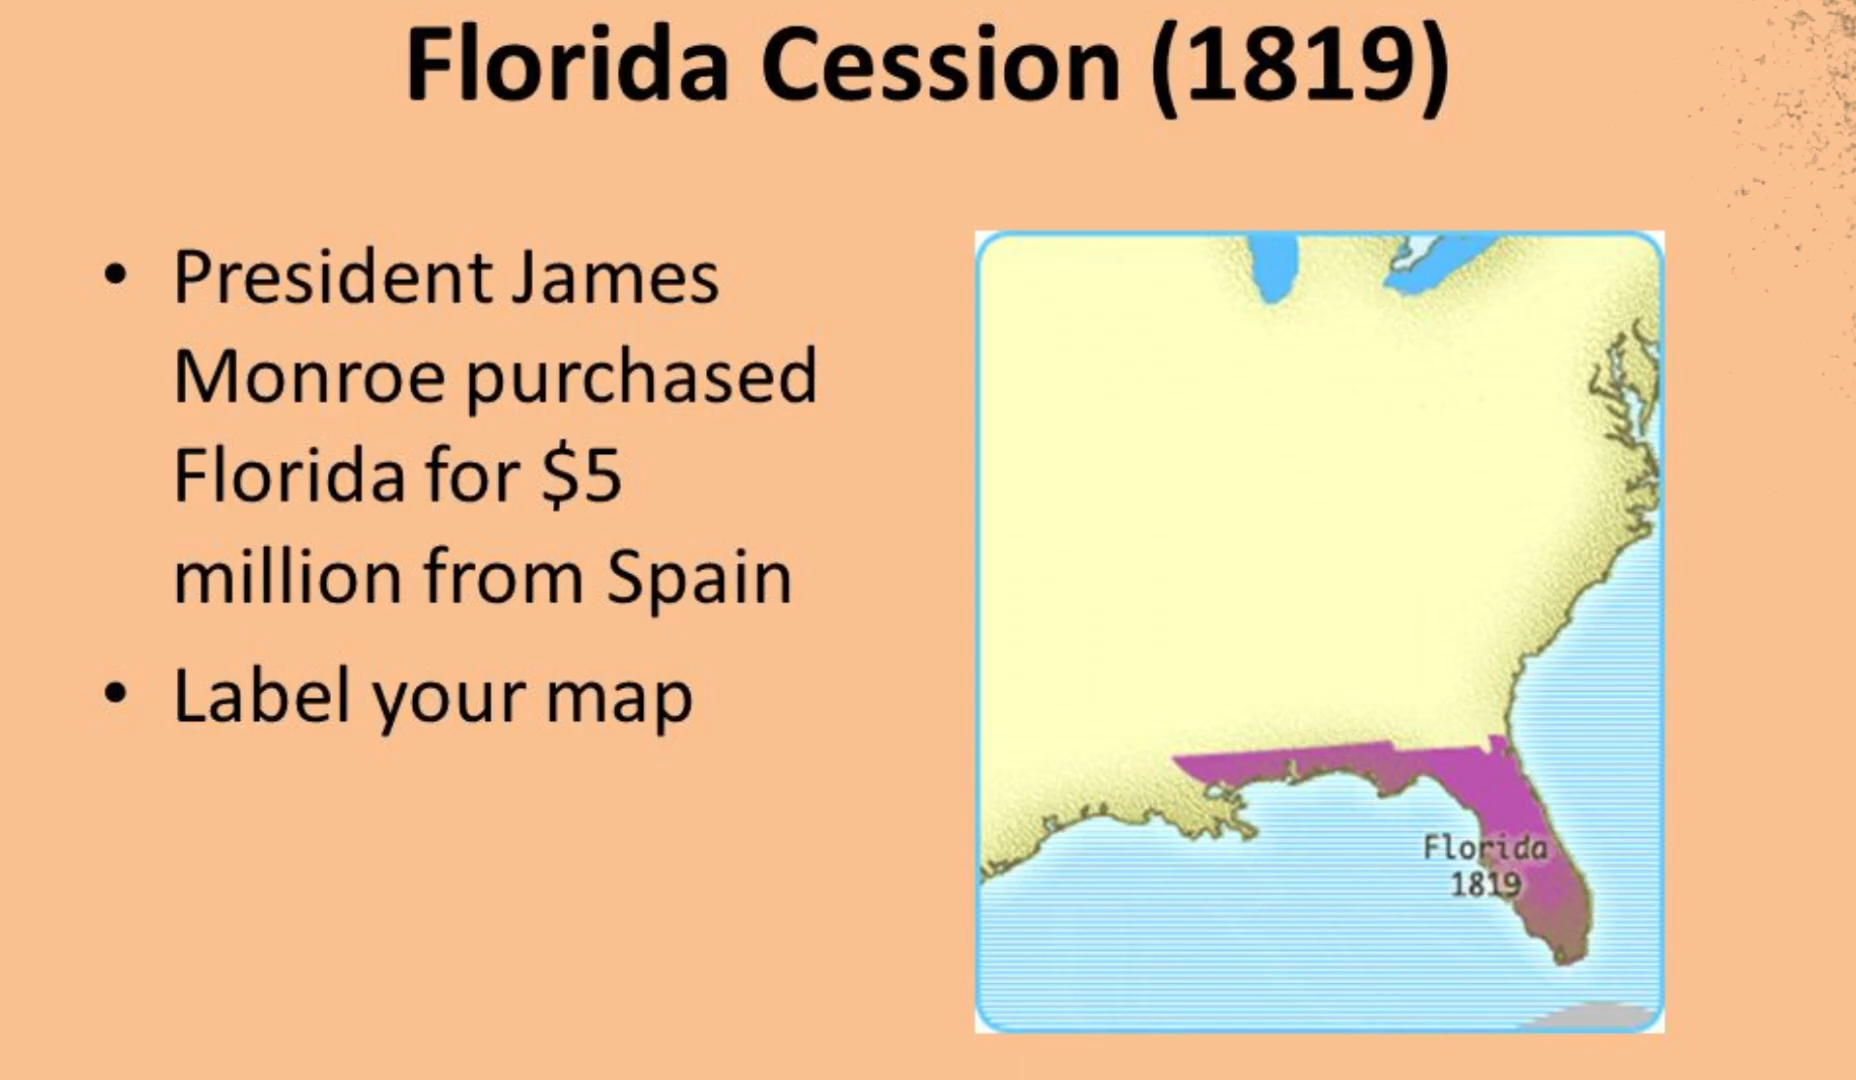 Florida Cession (1819)
• President James
Monroe purchased
Florida for $5
million from Spain
• Label your map
Florida
1819